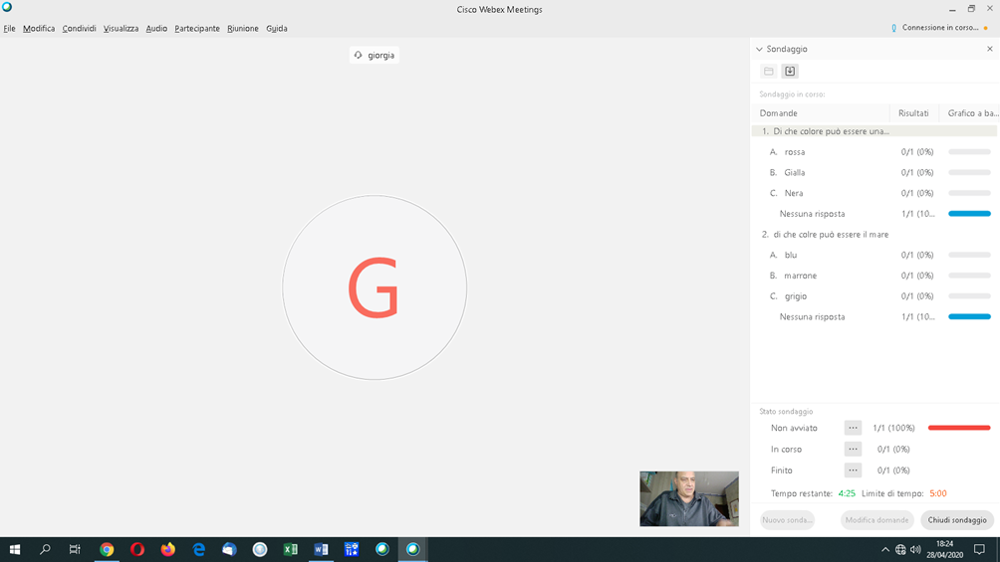 Cisco Webex Meetings
File Modifica Condividi Visualizza Audio Partecipante Riunione Guida
Connessione in corso...
giorgia
G
Sondaggio
Sondaggio in corso:
Domande Risultati Grafico a ba...
1. Di che colore può essere una...
A. rossa 0/1 (0%)
B. Gialla 0/1 (0%)
C. Nera 0/1 (0%)
Nessuna risposta 1/1 (10...
2. di che colre può essere il mare
A. blu 0/1 (0%)
B. marrone 0/1 (0%)
C. grigio 0/1 (0%)
Nessuna risposta 1/1 (10...
Stato sondaggio
Non avviato ... 1/1 (100%)
In corso ... 0/1 (0%)
Finito ... 0/1 (0%)
Tempo restante: 4:25 Limite di tempo: 5:00
Nuovo sonda... Modifica domande Chiudi sondaggio
18:24
28/04/2020